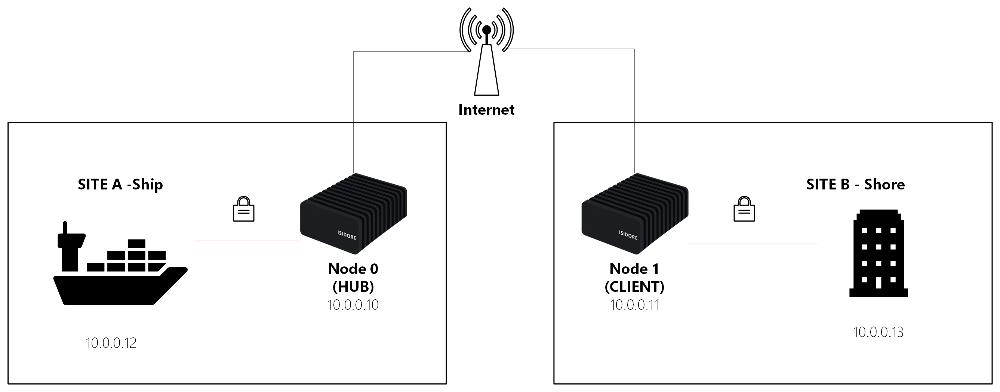 Internet
SITE A -Ship
ISIDORE
Node 0
(HUB)
10.0.0.10
10.0.0.12
ISIDORE
Node 1
(CLIENT)
10.0.0.11
SITE B - Shore
10.0.0.13